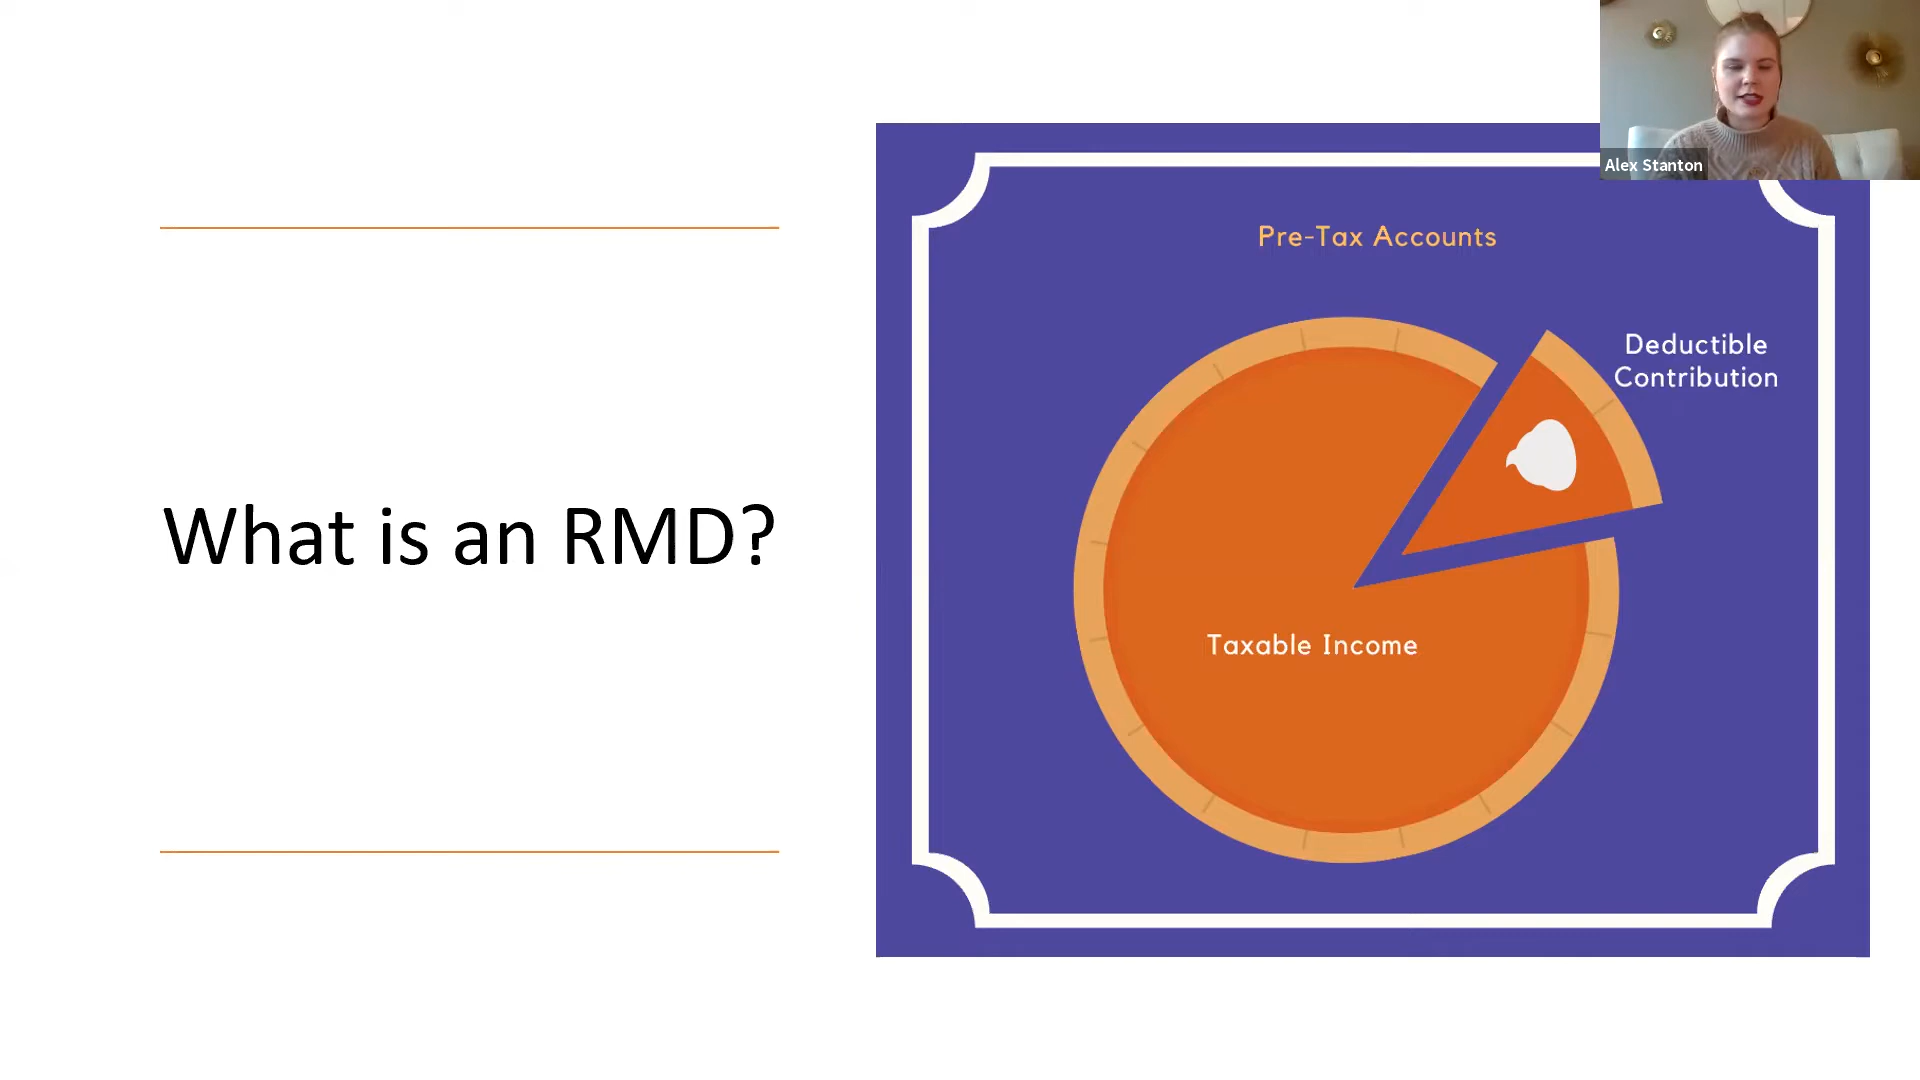 Alex Stanton
What is an RMD?
Pre-Tax Accounts
Deductible
Contribution
Taxable Income